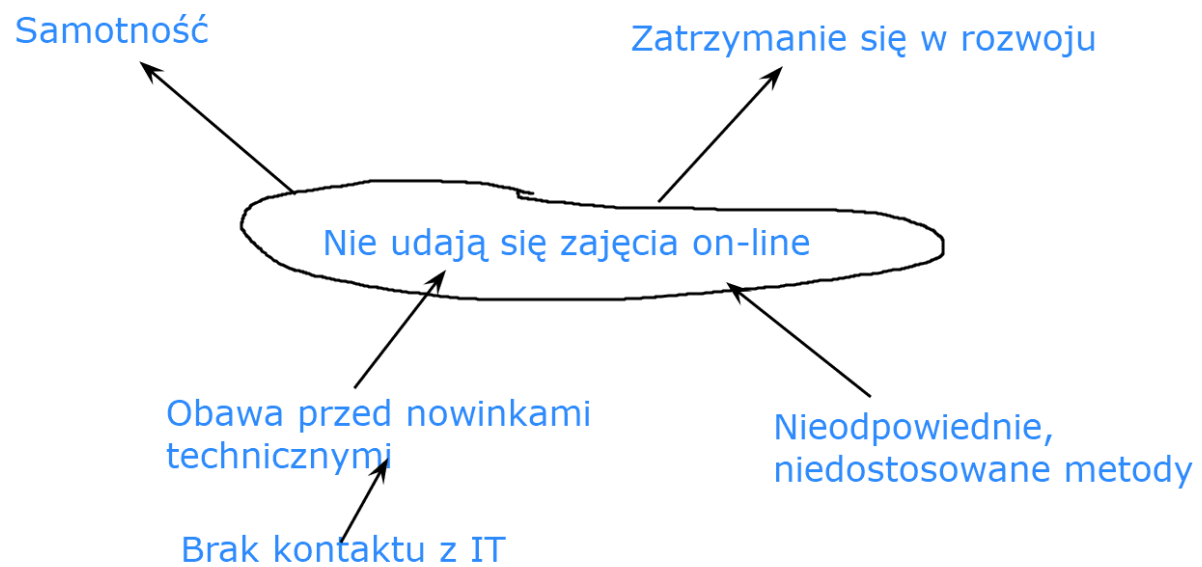 Samotność
Zatrzymanie się w rozwoju
Nie udają się zajęcia on-line
Obawa przed nowinkami
technicznymi
Nieodpowiednie,
niedostosowane metody
Brak kontaktu z IT